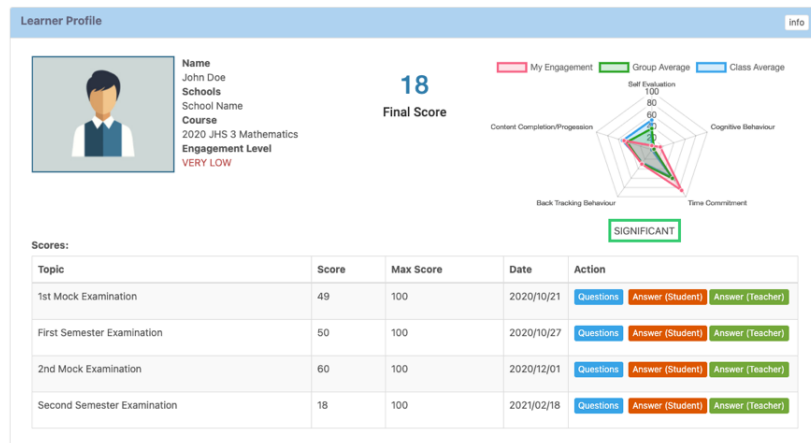 Learner Profile
info
Name
John Doe
Schools
School Name
Course
2020 JHS 3 Mathematics
Engagement Level
VERY LOW
18
Final Score
My Engagement Group Average Class Average
Self Evaluation
100
80
60
Content Completion/Progession
Cognitive Behaviour
Back Tracking Behaviour
Time Commitment
SIGNIFICANT
Scores:
Topic Score Max Score Date Action
1st Mock Examination 49 100 2020/10/21 Questions Answer (Student) Answer (Teacher)
First Semester Examination 50 100 2020/10/27 Questions Answer (Student) Answer (Teacher)
2nd Mock Examination 60 100 2020/12/01 Questions Answer (Student) Answer (Teacher)
Second Semester Examination 18 100 2021/02/18 Questions Answer (Student) Answer (Teacher)